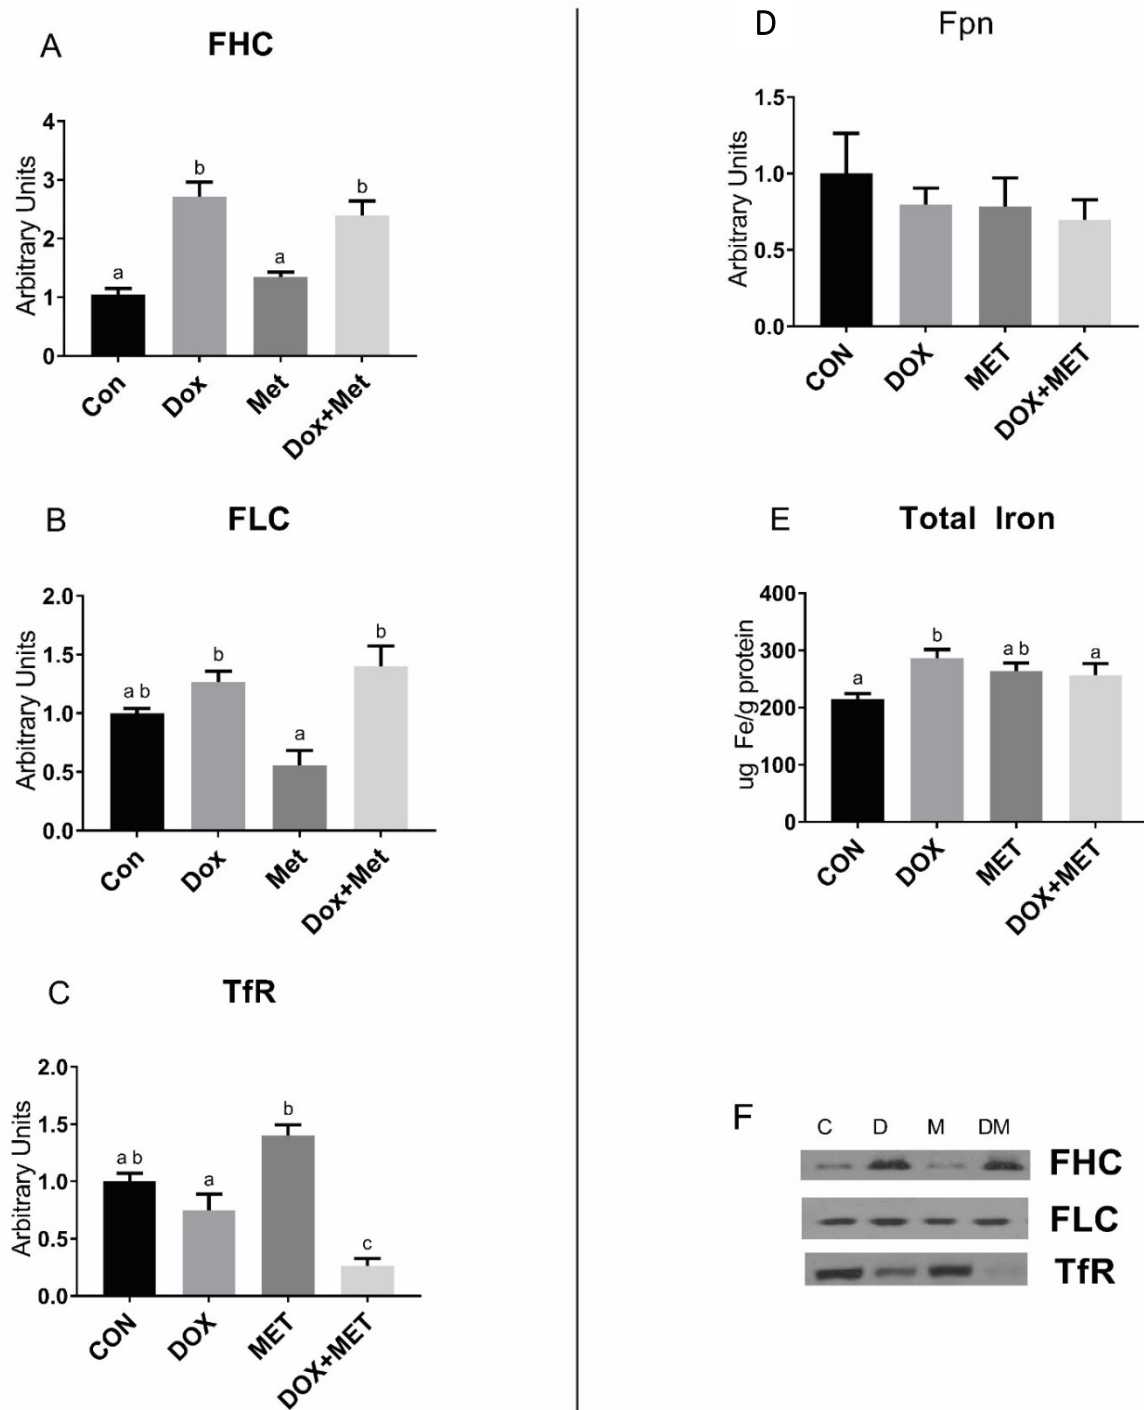 A FHC
Arbitrary Units
4
3
2
1
0
a
b
a
b
Con Dox Met Dox+Met
B FLC
Arbitrary Units
2.0
1.5
1.0
0.5
0.0
a b
b
a
b
Con Dox Met Dox+Met
C TfR
Arbitrary Units
2.0
1.5
1.0
0.5
0.0
a b
a
b
c
CON DOX MET DOX+MET
D Fpn
Arbitrary Units
1.5
1.0
0.5
0.0
CON DOX MET DOX+MET
E Total Iron
ug Fe/g protein
400
300
200
100
0
a
b
a b
a
CON DOX MET DOX+MET
F
C D M DM
FHC
FLC
TfR